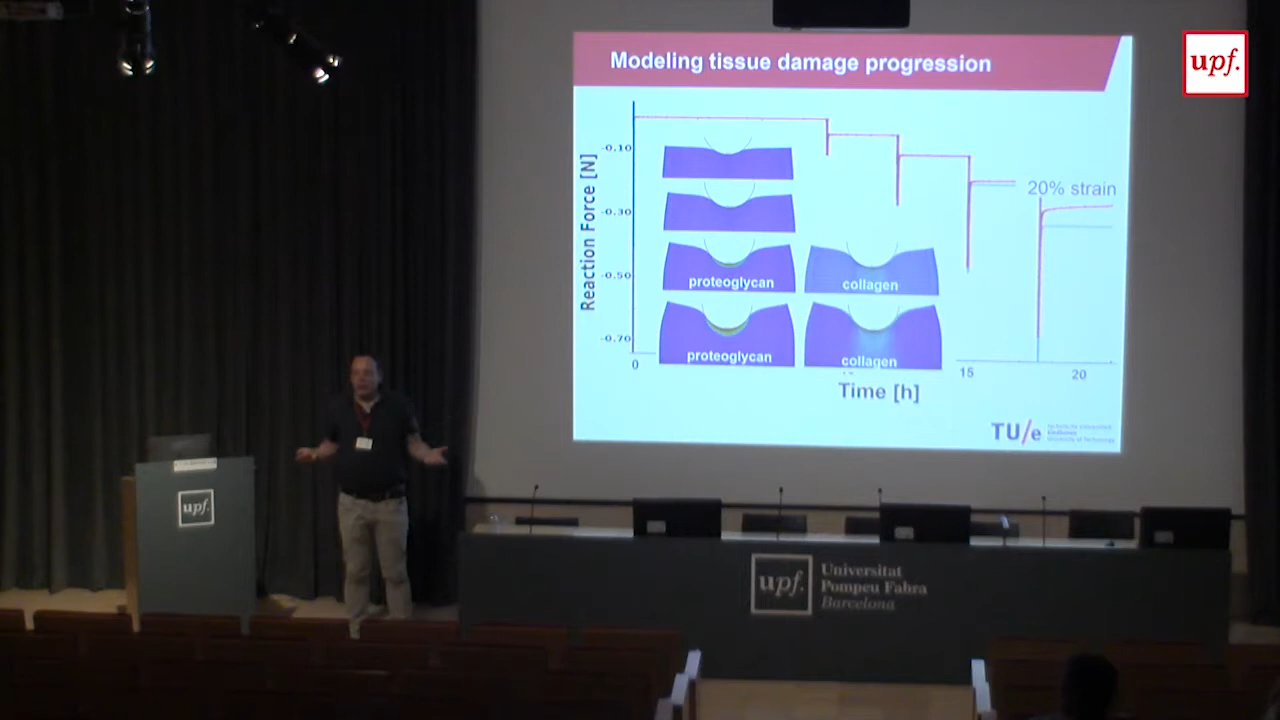 Modeling tissue damage progression
upf.
Reaction Force [N]
-0.10
-0.30
-0.50
-0.70
20% strain
proteoglycan
collagen
proteoglycan
collagen
0
15
20
Time [h]
TU/e
upf.
upf.
Universitat
Pompeu Fabra
Barcelona